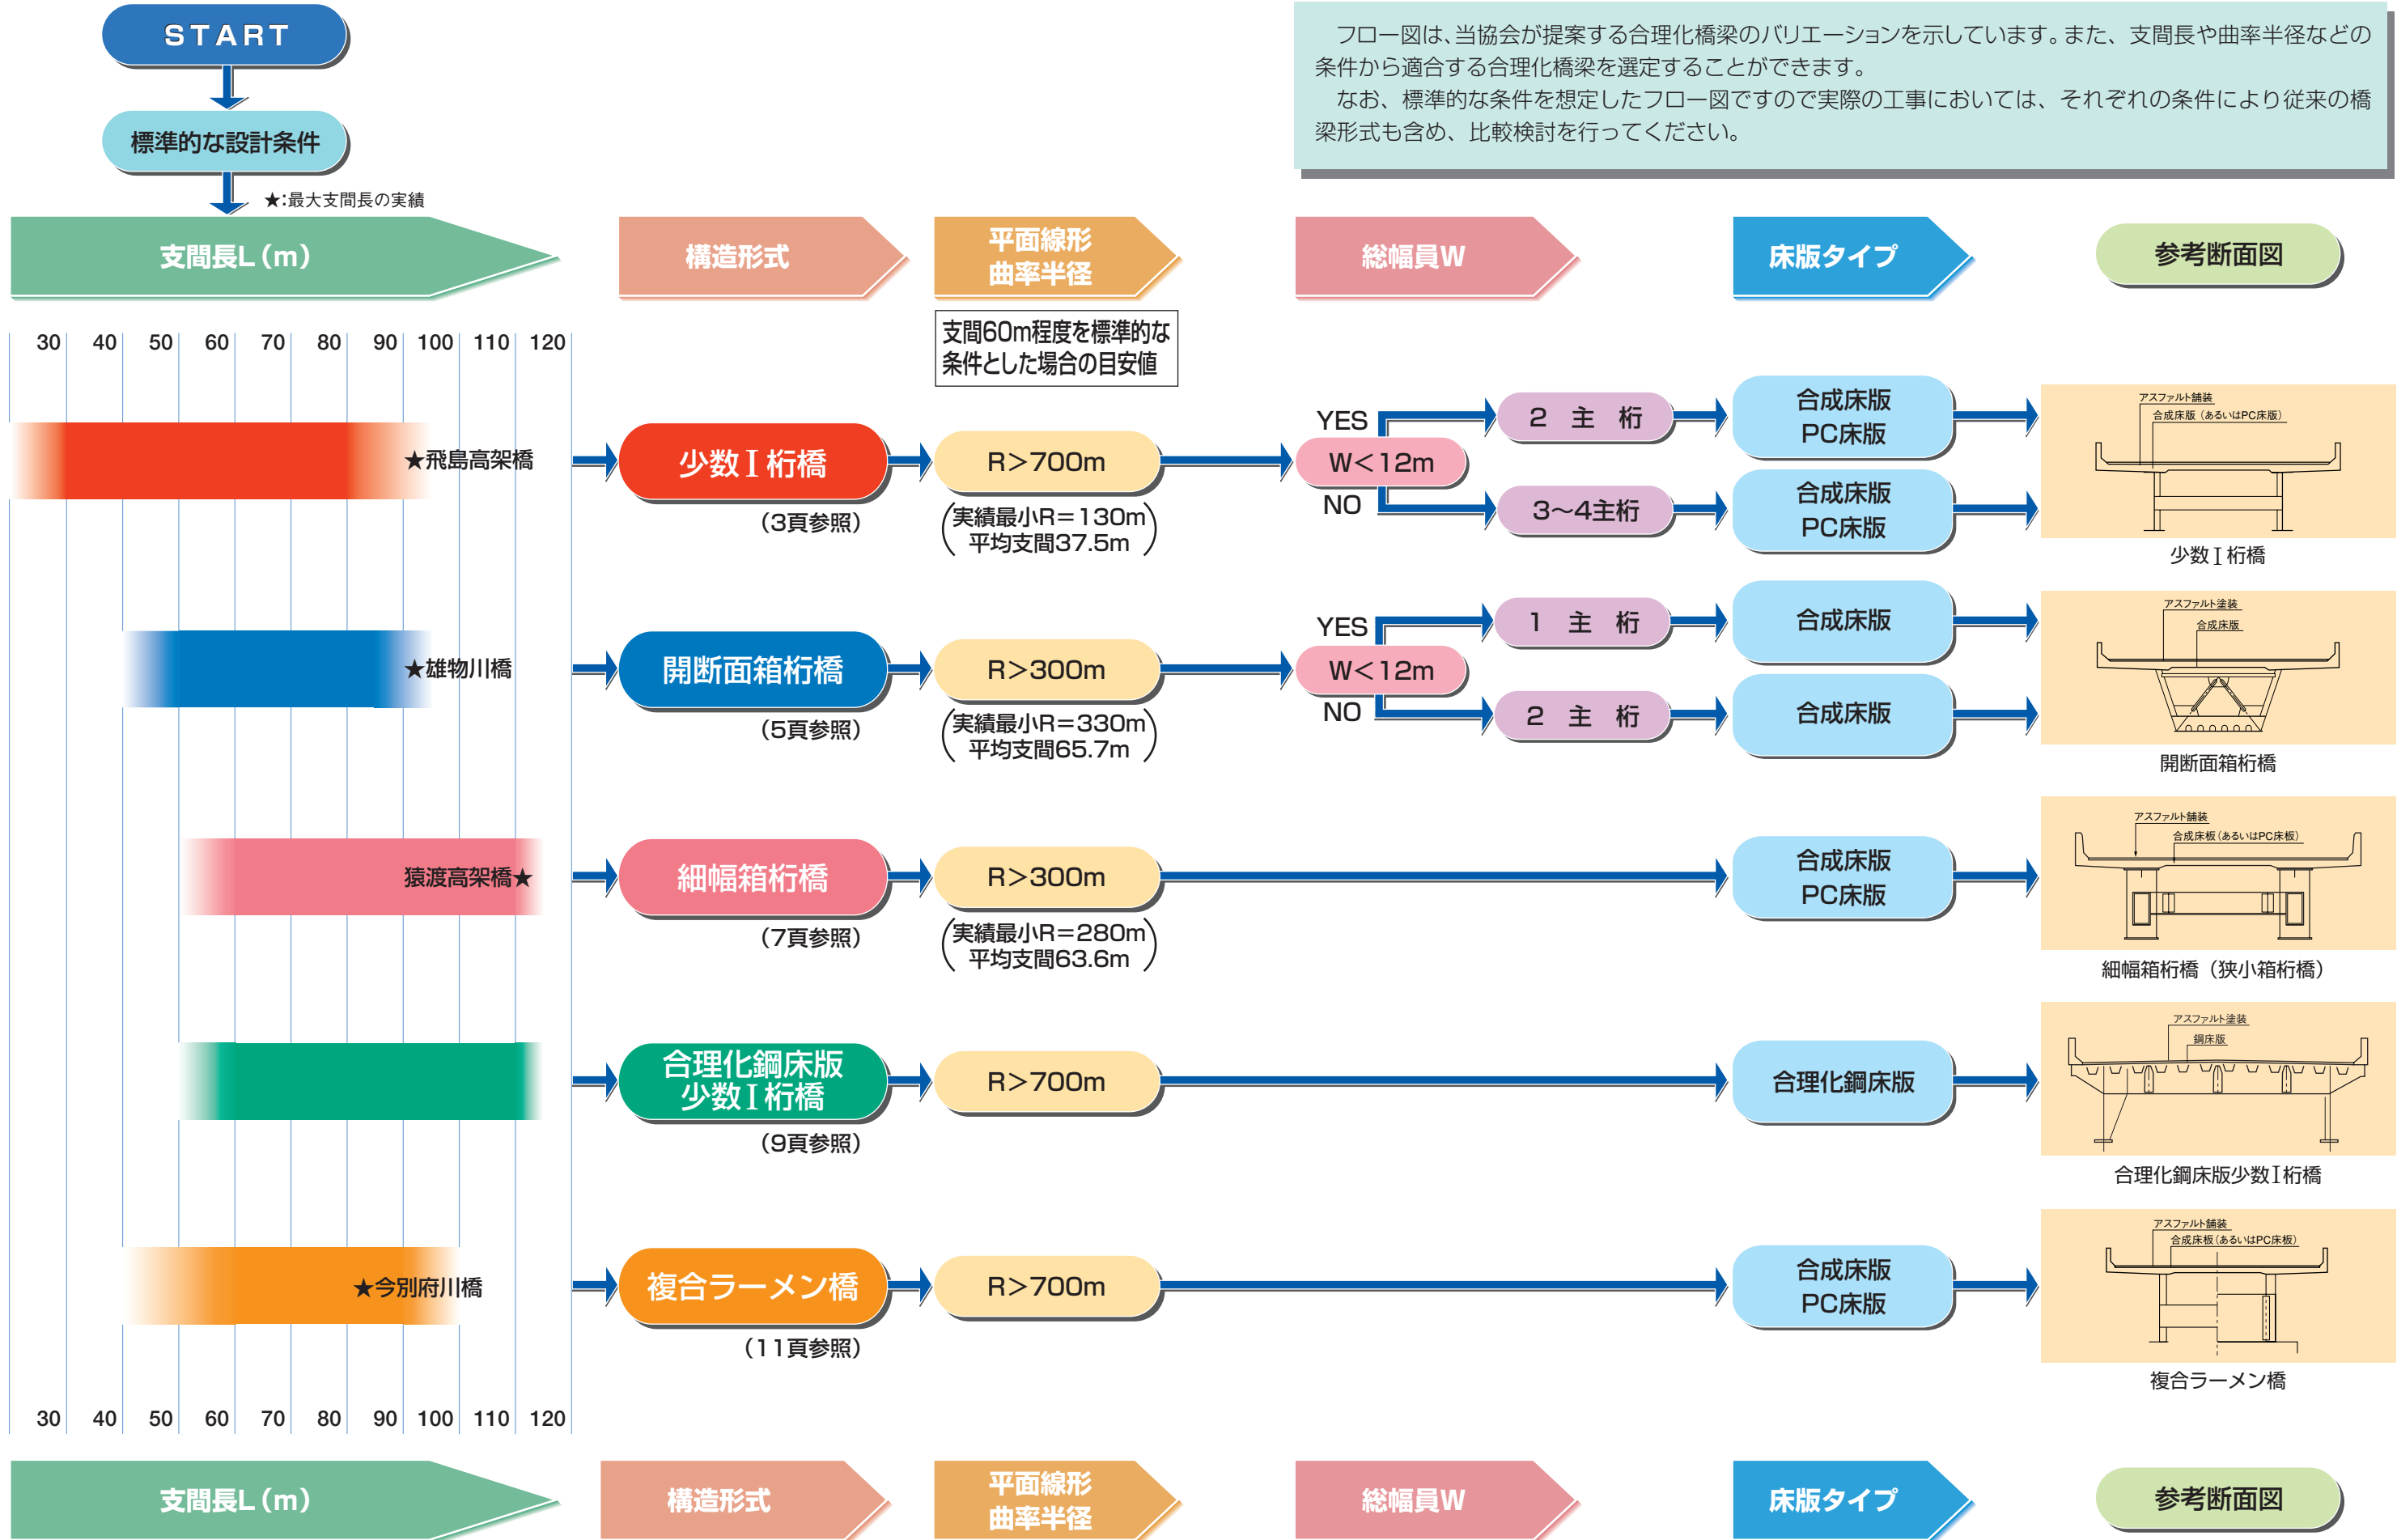 START
標準的な設計条件
★:最大支間長の実績
フロー図は、当協会が提案する合理化橋梁のバリエーションを示しています。また、支間長や曲率半径などの
条件から適合する合理化橋梁を選定することができます。
なお、標準的な条件を想定したフロー図ですので実際の工事においては、それぞれの条件により従来の橋
梁形式も含め、比較検討を行ってください。
支間長L（m）
構造形式
平面線形
曲率半径
総幅員W
床版タイプ
参考断面図
支間60m程度を標準的な
条件とした場合の目安値
30 40 50 60 70 80 90 100 110 120
★飛島高架橋
少数Ⅰ桁橋
（3頁参照）
R＞700m
（実績最小R＝130m
平均支間37.5m）
YES
W＜12m
NO
2 主 桁
3〜4主桁
合成床版
PC床版
合成床版
PC床版
アスファルト舗装
合成床版（あるいはPC床版）
少数Ⅰ桁橋
★雄物川橋
開断面箱桁橋
（5頁参照）
R＞300m
（実績最小R＝330m
平均支間65.7m）
YES
W＜12m
NO
1 主 桁
2 主 桁
合成床版
合成床版
アスファルト塗装
合成床版
開断面箱桁橋
猿渡高架橋★
細幅箱桁橋
（7頁参照）
R＞300m
（実績最小R＝280m
平均支間63.6m）
合成床版
PC床版
アスファルト舗装
合成床板（あるいはPC床板）
細幅箱桁橋（狭小箱桁橋）
合理化鋼床版
少数Ⅰ桁橋
（9頁参照）
R＞700m
合理化鋼床版
アスファルト塗装
鋼床版
合理化鋼床版少数Ⅰ桁橋
★今別府川橋
複合ラーメン橋
（11頁参照）
R＞700m
合成床版
PC床版
アスファルト舗装
合成床板（あるいはPC床板）
複合ラーメン橋
30 40 50 60 70 80 90 100 110 120
支間長L（m）
構造形式
平面線形
曲率半径
総幅員W
床版タイプ
参考断面図